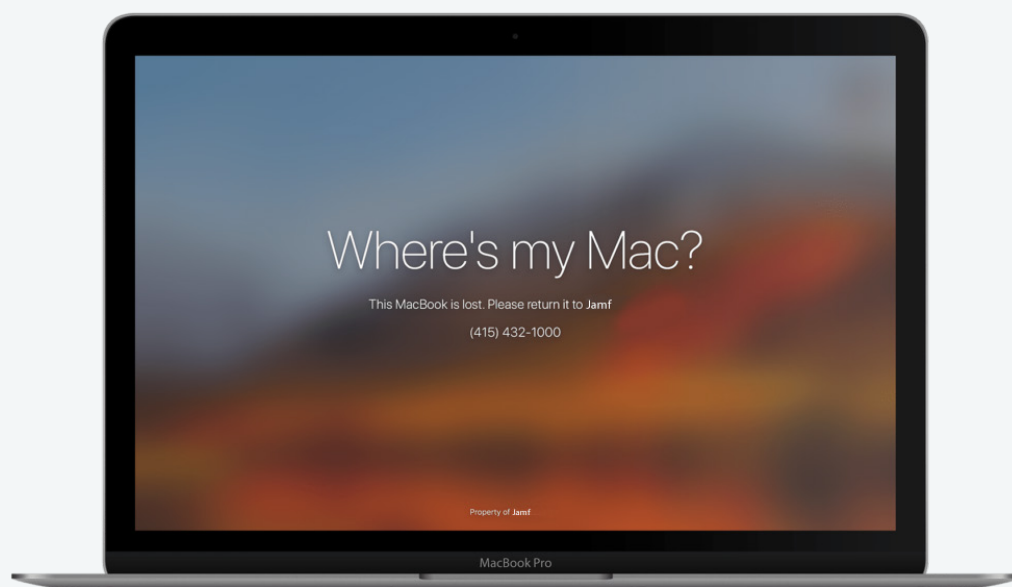 Where's my Mac?
This MacBook is lost. Please return it to Jamf
(415) 432-1000
Property of Jamf
MacBook Pro